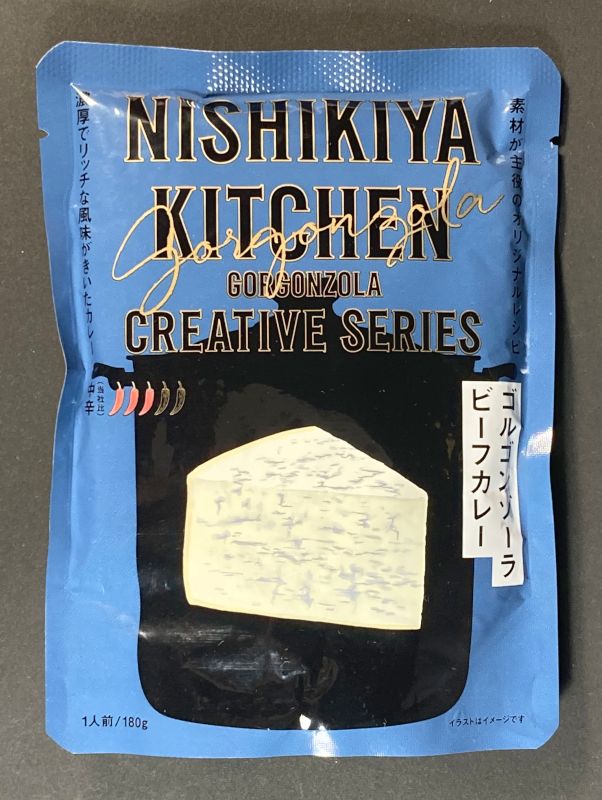 NISHIKIYA
KITCHEN
Gorgonzola
GORGONZOLA
CREATIVE SERIES
素材が主役のオリジナルレシピ
濃厚でリッチな風味がきいたカレー
中辛
(当社比)
ゴルゴンゾーラ
ビーフカレー
1人前/180g
イラストはイメージです